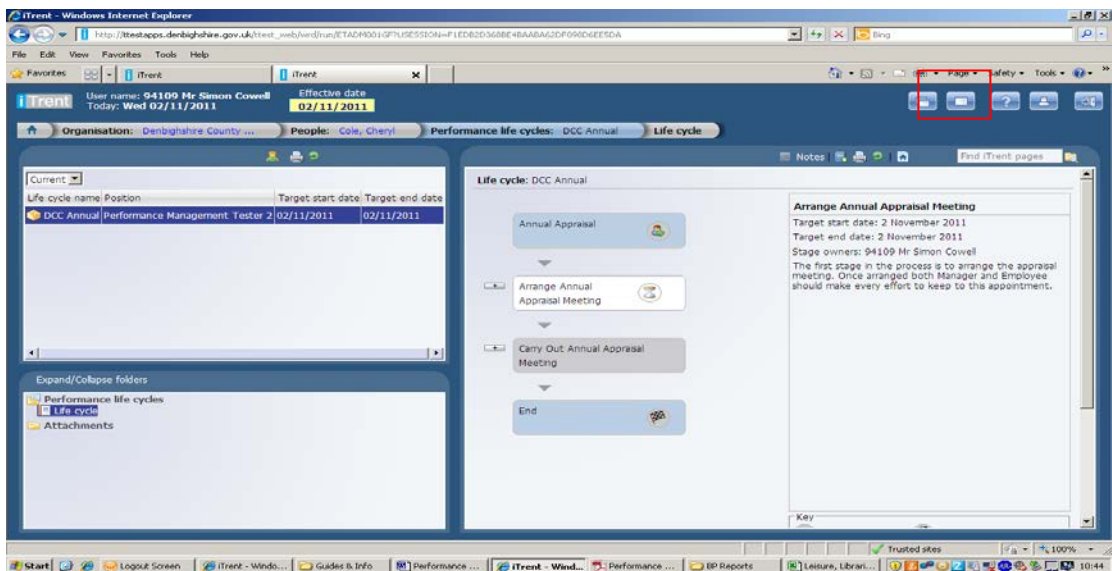 iTrent - Windows Internet Explorer
http://ttestapps.denbighshire.gov.uk/ttest_web/wrd/run/ETADM001GF?USESSION=
Bing
File Edit View Favorites Tools Help
Favorites iTrent iTrent Page Safety Tools
iTrent User name: 94109 Mr Simon Cowell Effective date
Today: Wed 02/11/2011 02/11/2011
Organisation: Denbighshire County ... People: Cole, Cheryl Performance life cycles: DCC Annual Life cycle
Notes Find iTrent pages
Current
Life cycle name Position Target start date Target end date
DCC Annual Performance Management Tester 2 02/11/2011 02/11/2011
Expand/Collapse folders
Performance life cycles
Life cycle
Attachments
Life cycle: DCC Annual
Annual Appraisal
Arrange Annual
Appraisal Meeting
Carry Out Annual Appraisal
Meeting
End
Arrange Annual Appraisal Meeting
Target start date: 2 November 2011
Target end date: 2 November 2011
Stage owners: 94109 Mr Simon Cowell
The first stage in the process is to arrange the appraisal
meeting. Once arranged both Manager and Employee
should make every effort to keep to this appointment.
Key
Trusted sites 100%
Start Logout Screen iTrent - Windo... Guides & Info Performance ... iTrent - Wind... Performance ... BP Reports Leisure, Librari... 10:44